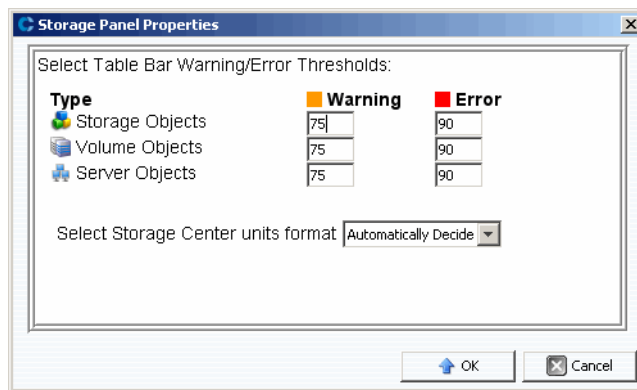 Storage Panel Properties
Select Table Bar Warning/Error Thresholds:
Type Warning Error
Storage Objects 75 90
Volume Objects 75 90
Server Objects 75 90
Select Storage Center units format Automatically Decide
OK Cancel